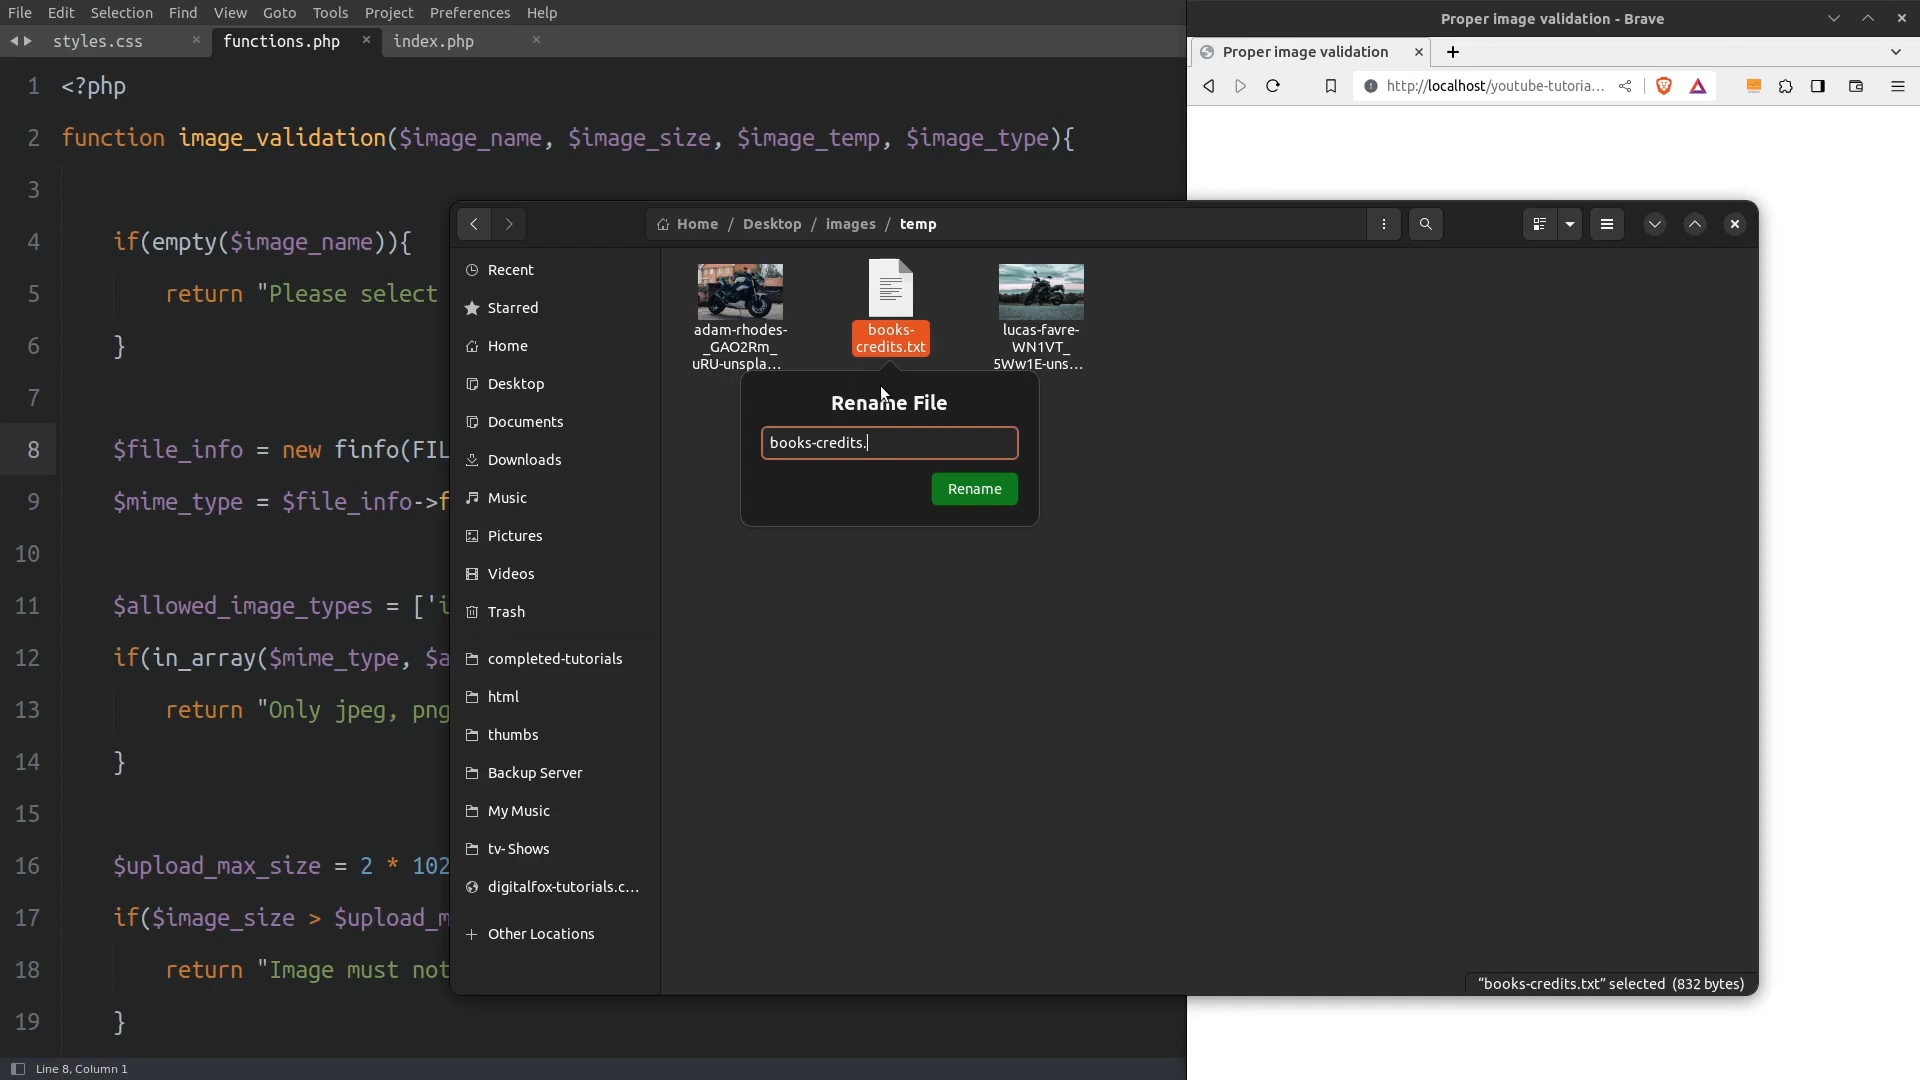 File Edit Selection Find View Goto Tools Project Preferences Help
styles.css functions.php index.php
1 <?php
2 function image_validation($image_name, $image_size, $image_temp, $image_type){
3
4 if(empty($image_name)){
5 return "Please select
6 }
7
8 $file_info = new finfo(FIL
9 $mime_type = $file_info->f
10
11 $allowed_image_types = ['i
12 if(in_array($mime_type, $a
13 return "Only jpeg, png
14 }
15
16 $upload_max_size = 2 * 102
17 if($image_size > $upload_m
18 return "Image must not
19 }
Line 8, Column 1
Proper image validation - Brave
Proper image validation
http://localhost/youtube-tutoria...
Home / Desktop / images / temp
Recent
Starred
Home
Desktop
Documents
Downloads
Music
Pictures
Videos
Trash
completed-tutorials
html
thumbs
Backup Server
My Music
tv-Shows
digitalfox-tutorials.c...
Other Locations
adam-rhodes-
_GAO2Rm_
uRU-unspla...
books-
credits.txt
lucas-favre-
WN1VT_
5Ww1E-uns...
Rename File
books-credits.
Rename
"books-credits.txt" selected (832 bytes)